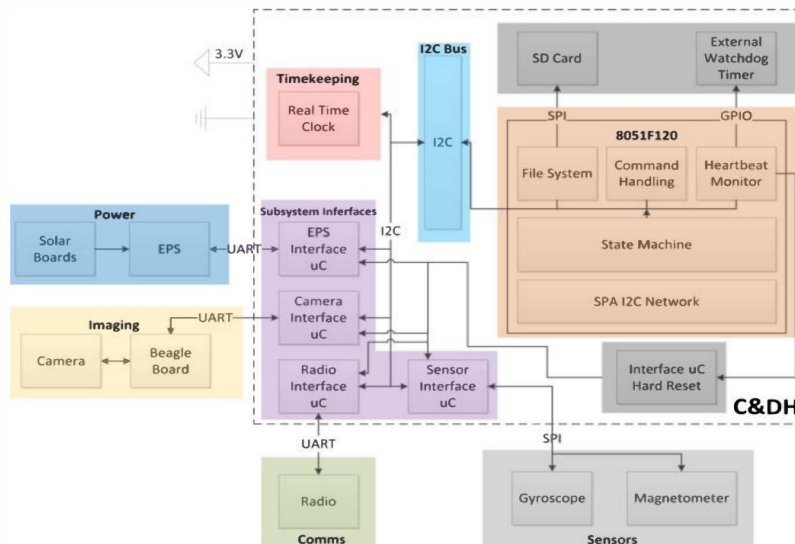 3.3V
Timekeeping
Real Time
Clock
I2C Bus
I2C
SD Card
External
Watchdog
Timer
SPI
GPIO
8051F120
File System
Command
Handling
Heartbeat
Monitor
State Machine
SPA I2C Network
Power
Solar
Boards
EPS
UART
Subsystem Inferfaces
I2C
EPS
Interface
uC
Camera
Interface
uC
Radio
Interface
uC
Sensor
Interface
uC
Imaging
Camera
Beagle
Board
UART
Interface uC
Hard Reset
C&DH
UART
SPI
Radio
Comms
Gyroscope
Magnetometer
Sensors